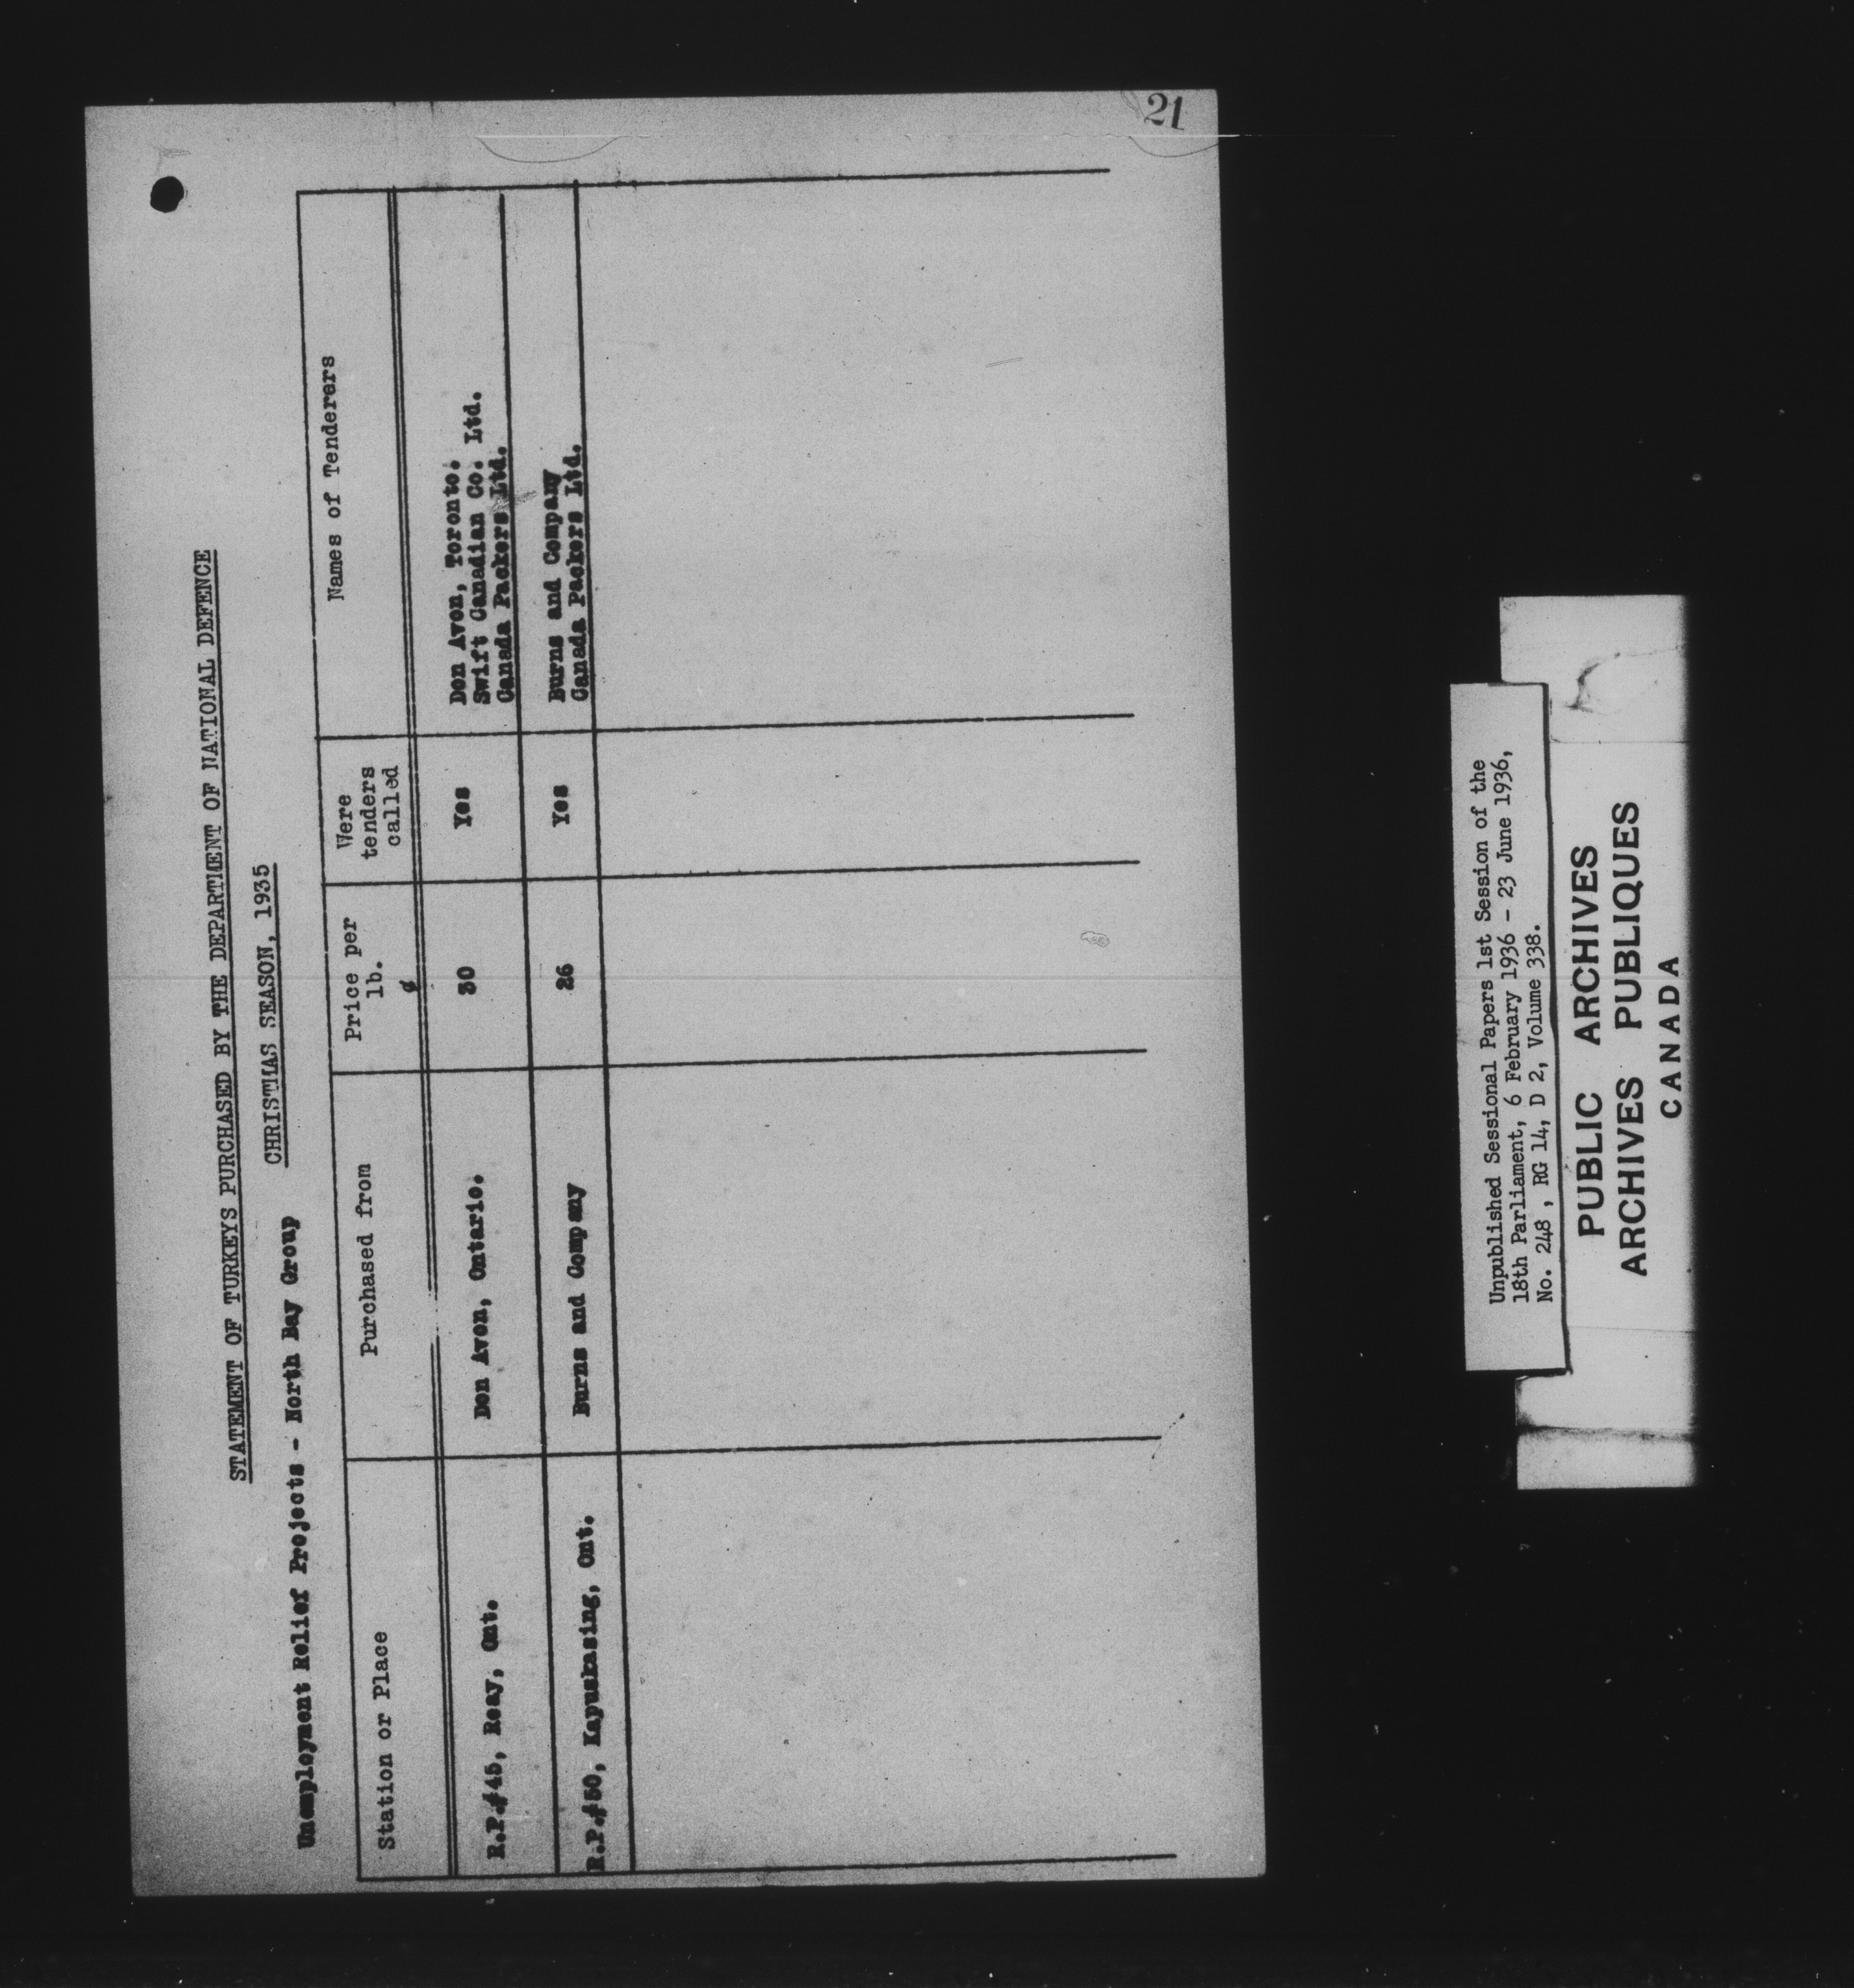 21
STATEMENT OF TURKEYS PURCHASED BY THE DEPARTMENT OF NATIONAL DEFENCE
CHRISTMAS SEASON, 1935
Unemployment Relief Projects - North Bay Group
Station or Place | Purchased from | Price per lb. ¢ | Were tenders called | Names of Tenderers
R.P.#45, Reay, Ont. | Don Avon, Ontario. | 30 | Yes | Don Avon, Toronto.
Swift Canadian Co. Ltd.
Canada Packers Ltd.
R.P.#50, Kapuskasing, Ont. | Burns and Company | 26 | Yes | Burns and Company
Canada Packers Ltd.
Unpublished Sessional Papers 1st Session of the
18th Parliament, 6 February 1936 - 23 June 1936,
No. 248 , RG 14, D 2, Volume 338.
PUBLIC ARCHIVES
ARCHIVES PUBLIQUES
CANADA